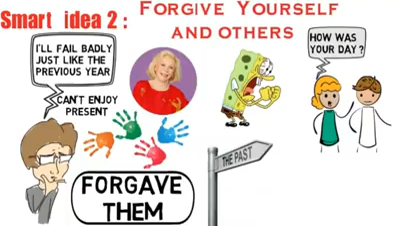 Smart idea 2 :
FORGIVE YOURSELF
AND OTHERS
I'LL FAIL BADLY
JUST LIKE THE
PREVIOUS YEAR
CAN'T ENJOY
PRESENT
HOW WAS
YOUR DAY ?
FORGAVE
THEM
THE PAST